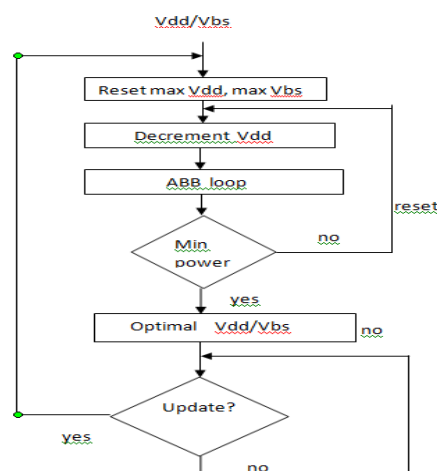 Vdd/Vbs
Reset max Vdd, max Vbs
Decrement Vdd
ABB loop
reset
Min
power
no
yes
Optimal Vdd/Vbs
no
Update?
yes
no